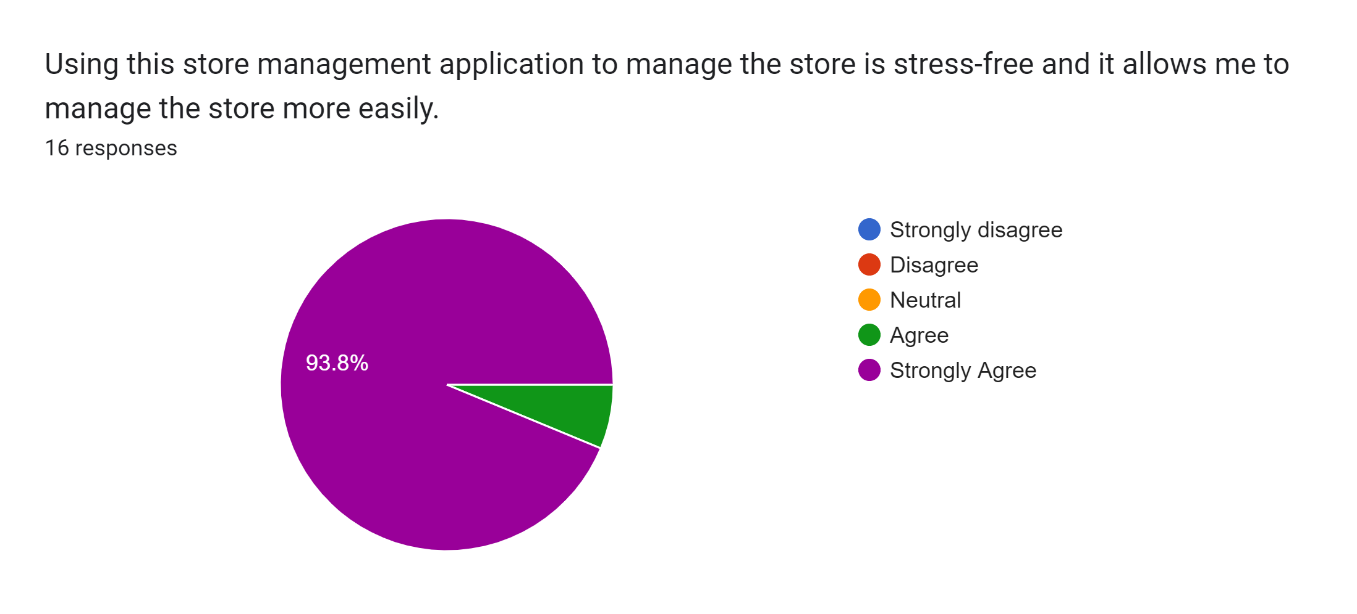 Using this store management application to manage the store is stress-free and it allows me to
manage the store more easily.
16 responses
93.8%
Strongly disagree
Disagree
Neutral
Agree
Strongly Agree